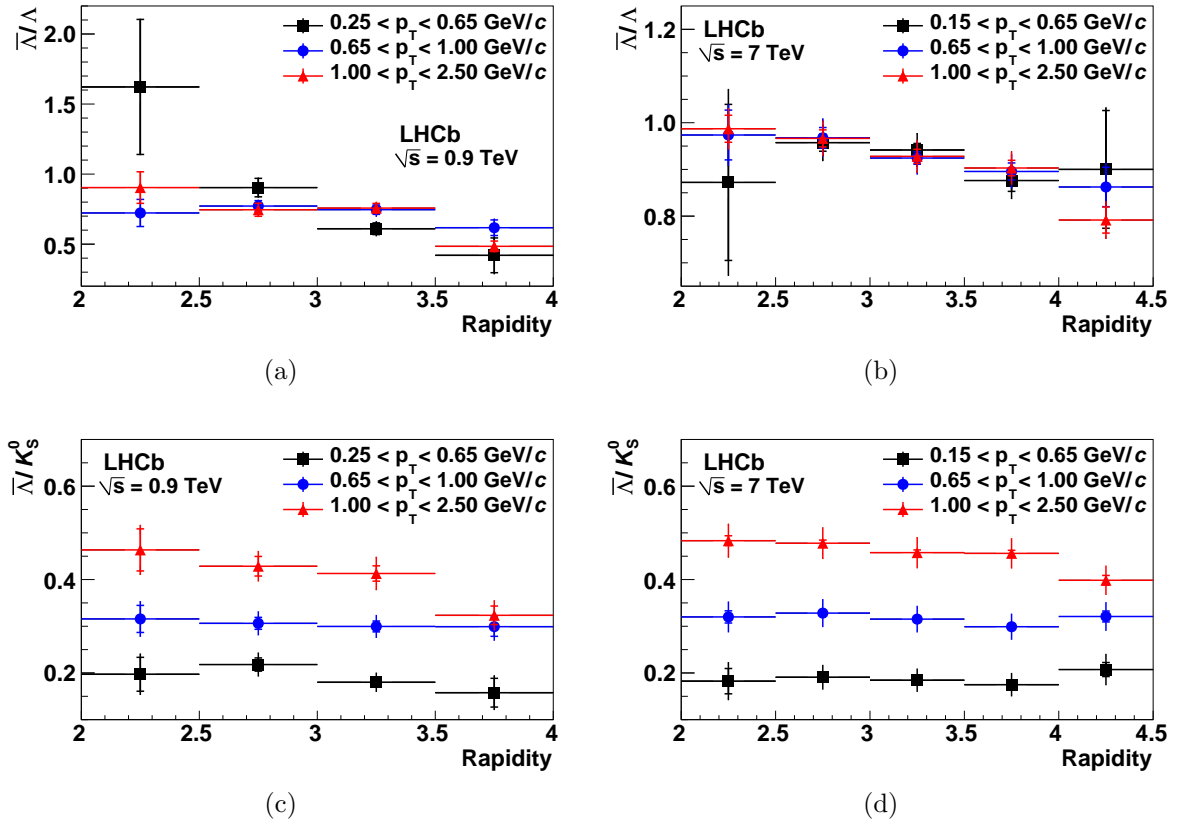 Λ̅/Λ
2.0
1.5
1.0
0.5
0.25 < p_T < 0.65 GeV/c
0.65 < p_T < 1.00 GeV/c
1.00 < p_T < 2.50 GeV/c
LHCb
√s = 0.9 TeV
2 2.5 3 3.5 4
Rapidity
(a)
Λ̅/Λ
1.2
1.0
0.8
LHCb
√s = 7 TeV
0.15 < p_T < 0.65 GeV/c
0.65 < p_T < 1.00 GeV/c
1.00 < p_T < 2.50 GeV/c
2 2.5 3 3.5 4 4.5
Rapidity
(b)
Λ̅/K⁰_S
0.6
0.4
0.2
LHCb
√s = 0.9 TeV
0.25 < p_T < 0.65 GeV/c
0.65 < p_T < 1.00 GeV/c
1.00 < p_T < 2.50 GeV/c
2 2.5 3 3.5 4
Rapidity
(c)
Λ̅/K⁰_S
0.6
0.4
0.2
LHCb
√s = 7 TeV
0.15 < p_T < 0.65 GeV/c
0.65 < p_T < 1.00 GeV/c
1.00 < p_T < 2.50 GeV/c
2 2.5 3 3.5 4 4.5
Rapidity
(d)